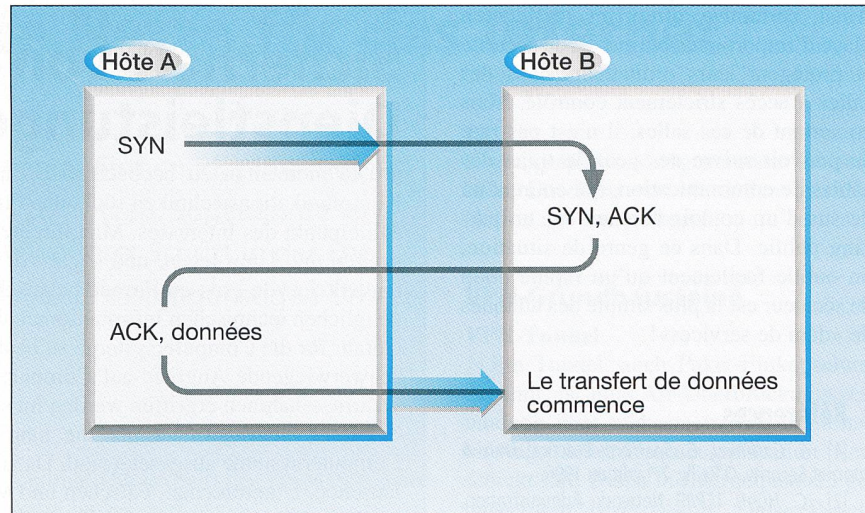 Hôte A
Hôte B
SYN
SYN, ACK
ACK, données
Le transfert de données
commence